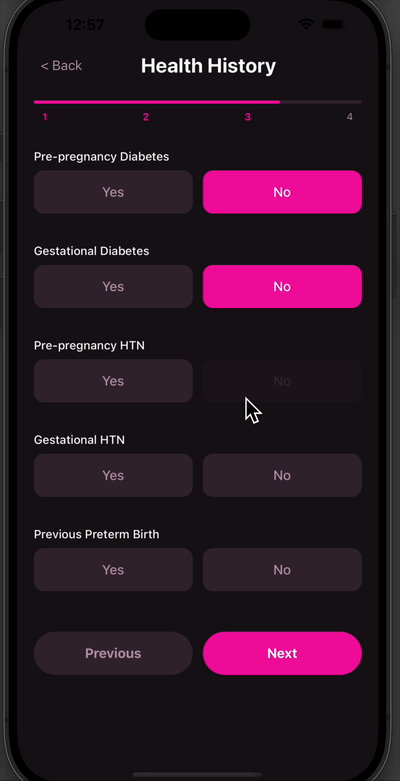 12:57
< Back
Health History
1 2 3 4
Pre-pregnancy Diabetes
Yes No
Gestational Diabetes
Yes No
Pre-pregnancy HTN
Yes No
Gestational HTN
Yes No
Previous Preterm Birth
Yes No
Previous Next